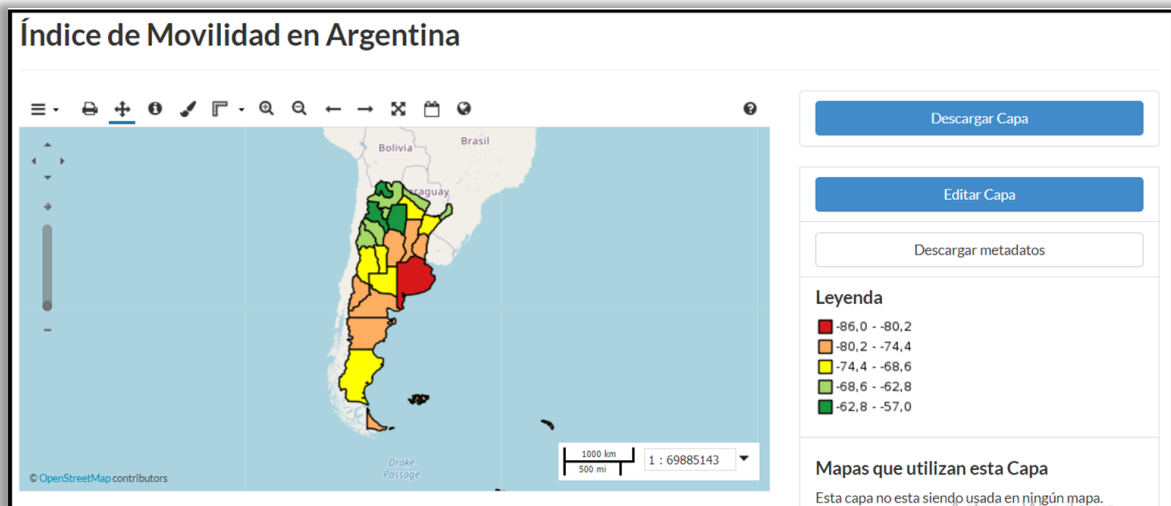 Índice de Movilidad en Argentina
Descargar Capa
Editar Capa
Descargar metadatos
Leyenda
-86,0 - -80,2
-80,2 - -74,4
-74,4 - -68,6
-68,6 - -62,8
-62,8 - -57,0
Mapas que utilizan esta Capa
Esta capa no esta siendo usada en ningún mapa.
Bolivia
Brasil
araguay
Drake
Passage
1000 km
500 mi
1 : 69885143
© OpenStreetMap contributors